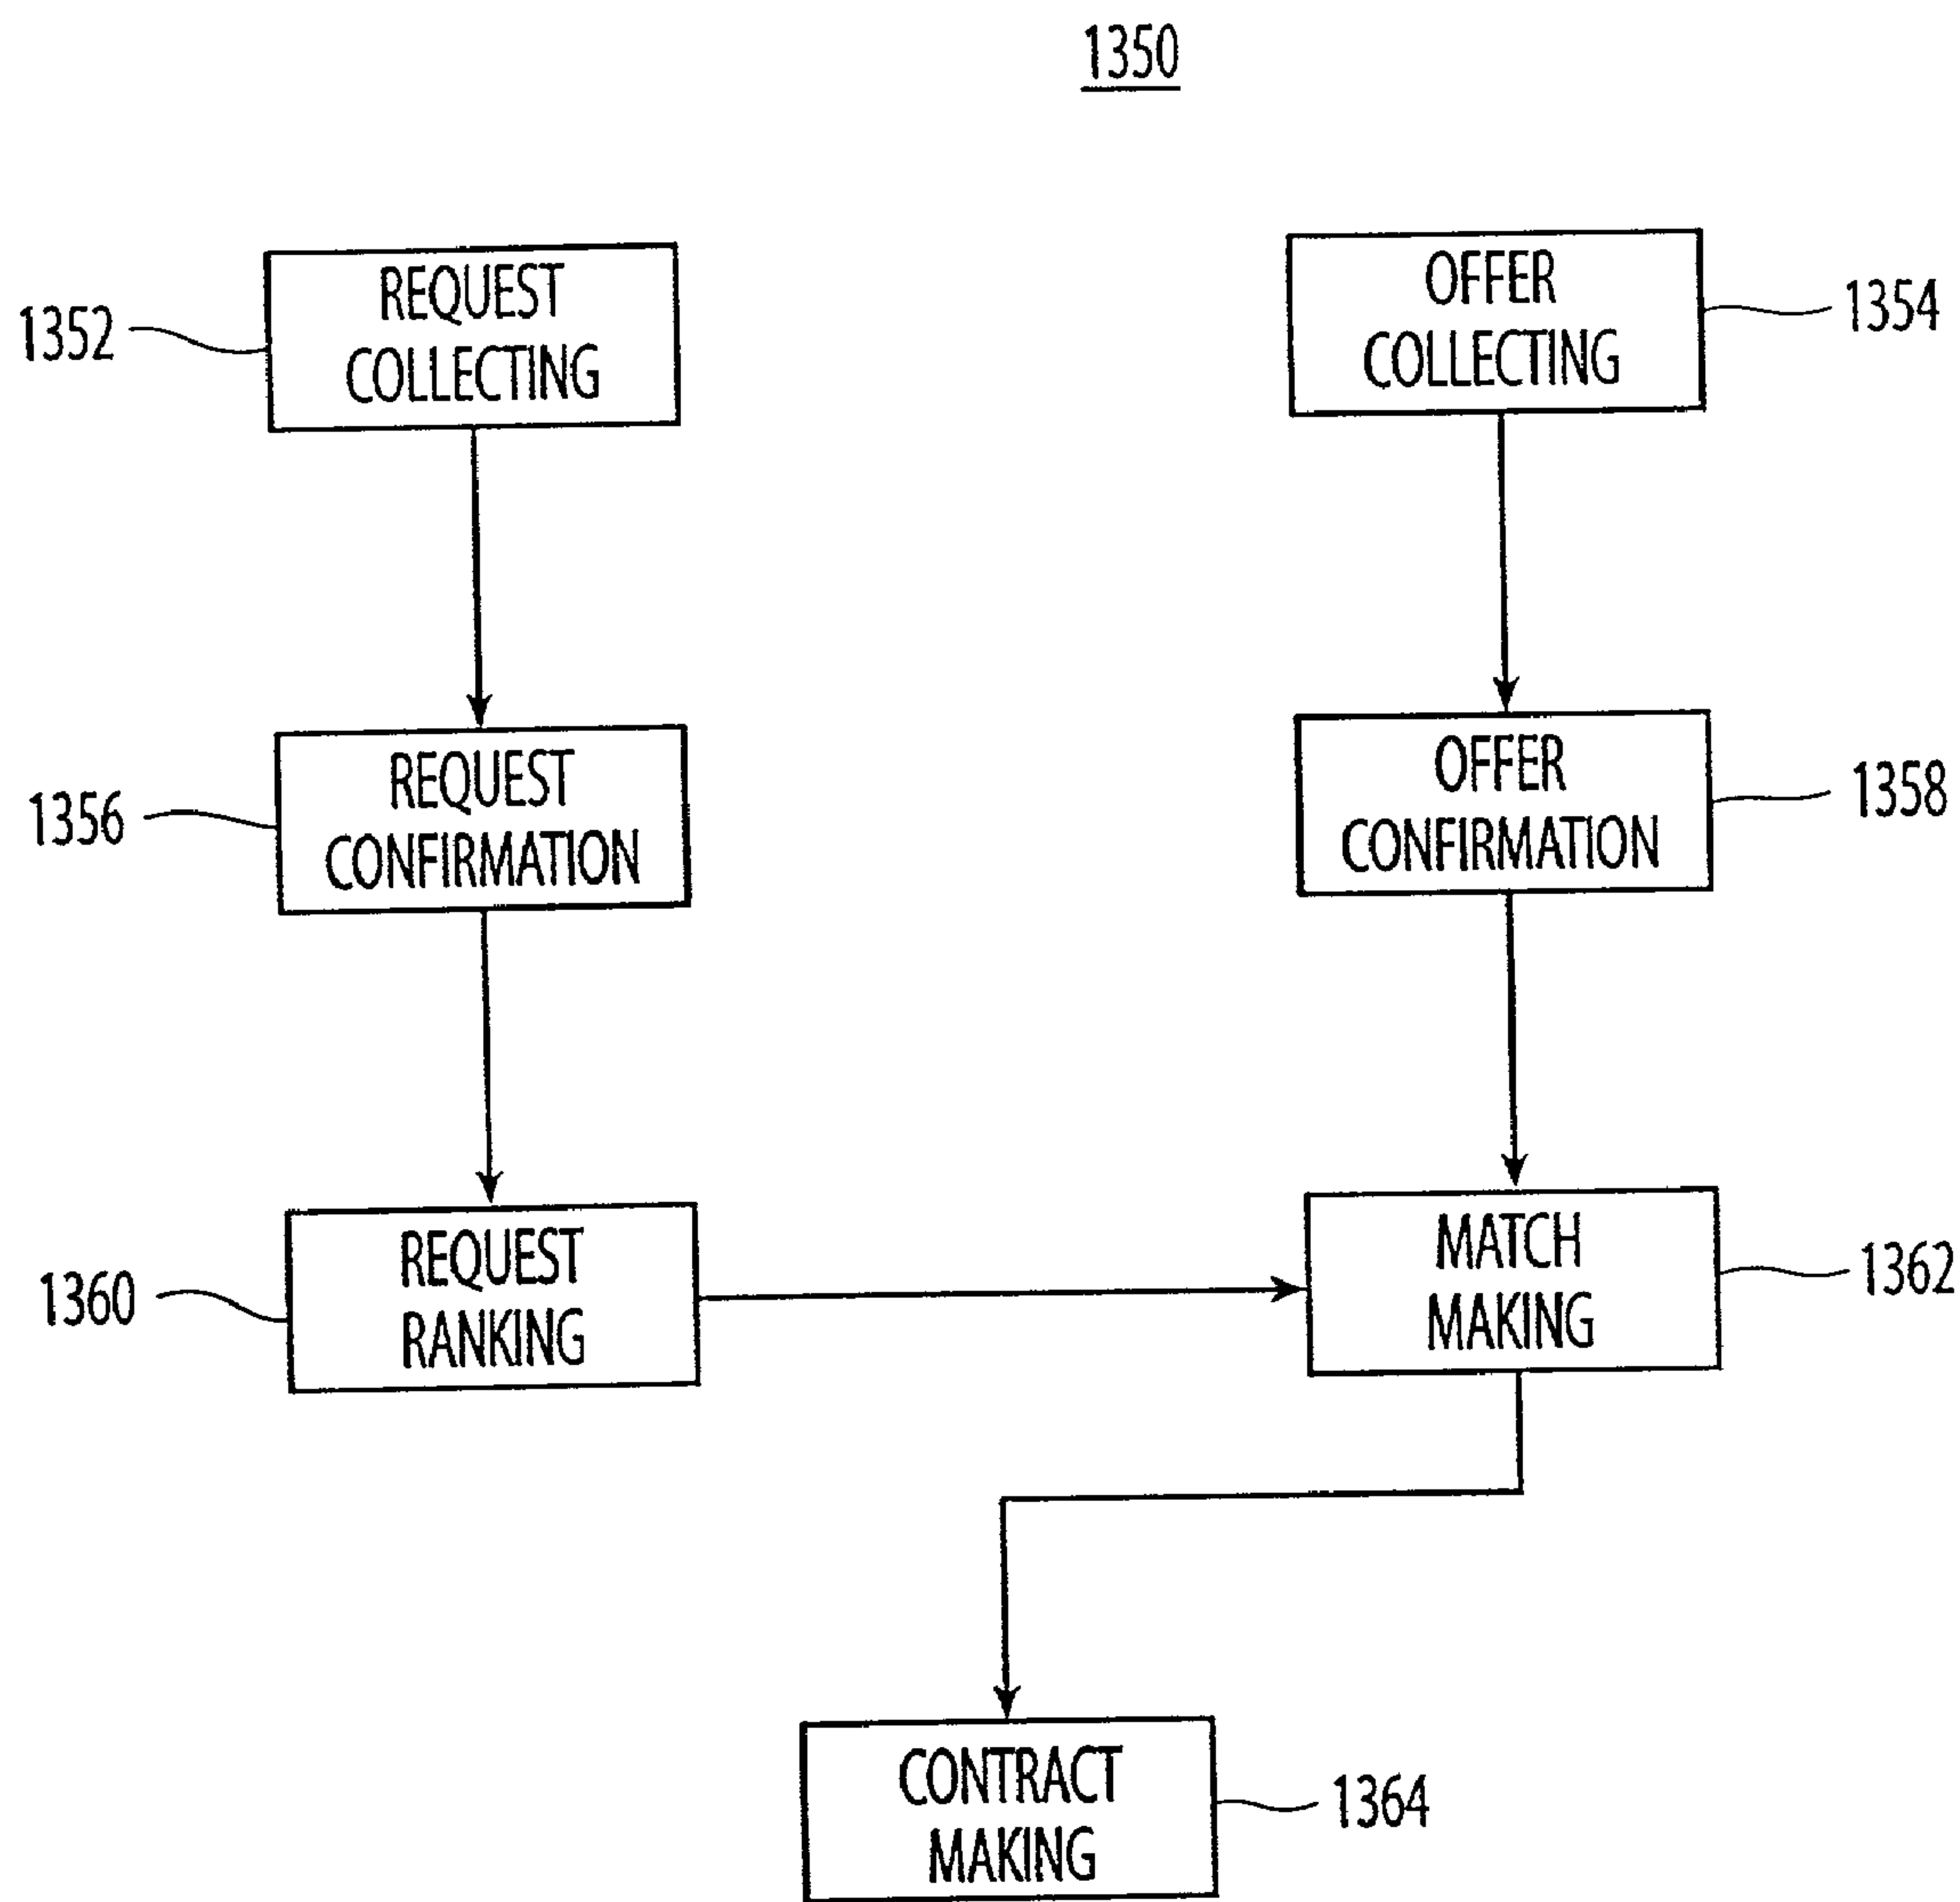 1350
REQUEST
COLLECTING
1352
OFFER
COLLECTING
1354
REQUEST
CONFIRMATION
1356
OFFER
CONFIRMATION
1358
REQUEST
RANKING
1360
MATCH
MAKING
1362
CONTRACT
MAKING
1364